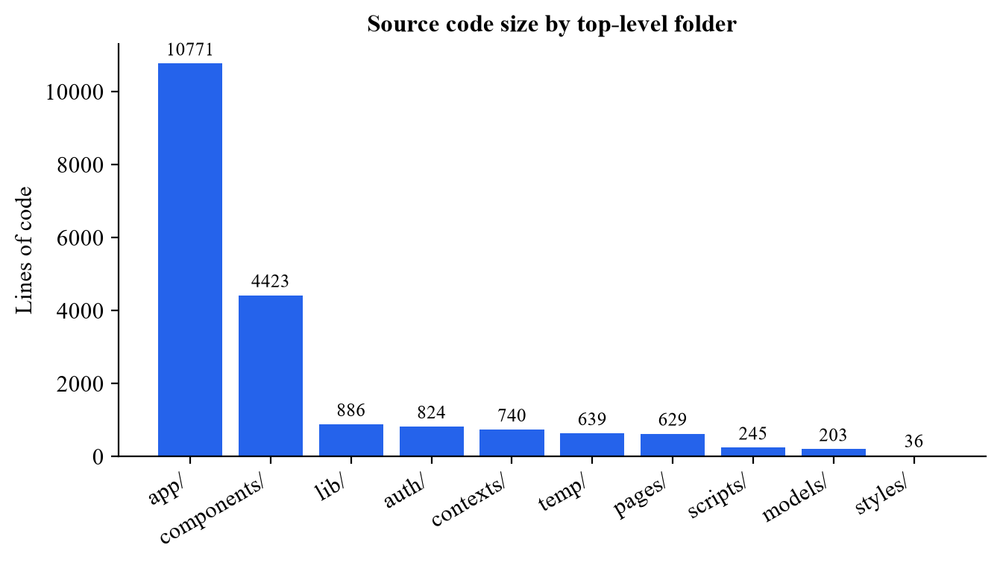 Source code size by top-level folder
Lines of code
10000
8000
6000
4000
2000
0
10771
4423
886
824
740
639
629
245
203
36
app/
components/
lib/
auth/
contexts/
temp/
pages/
scripts/
models/
styles/